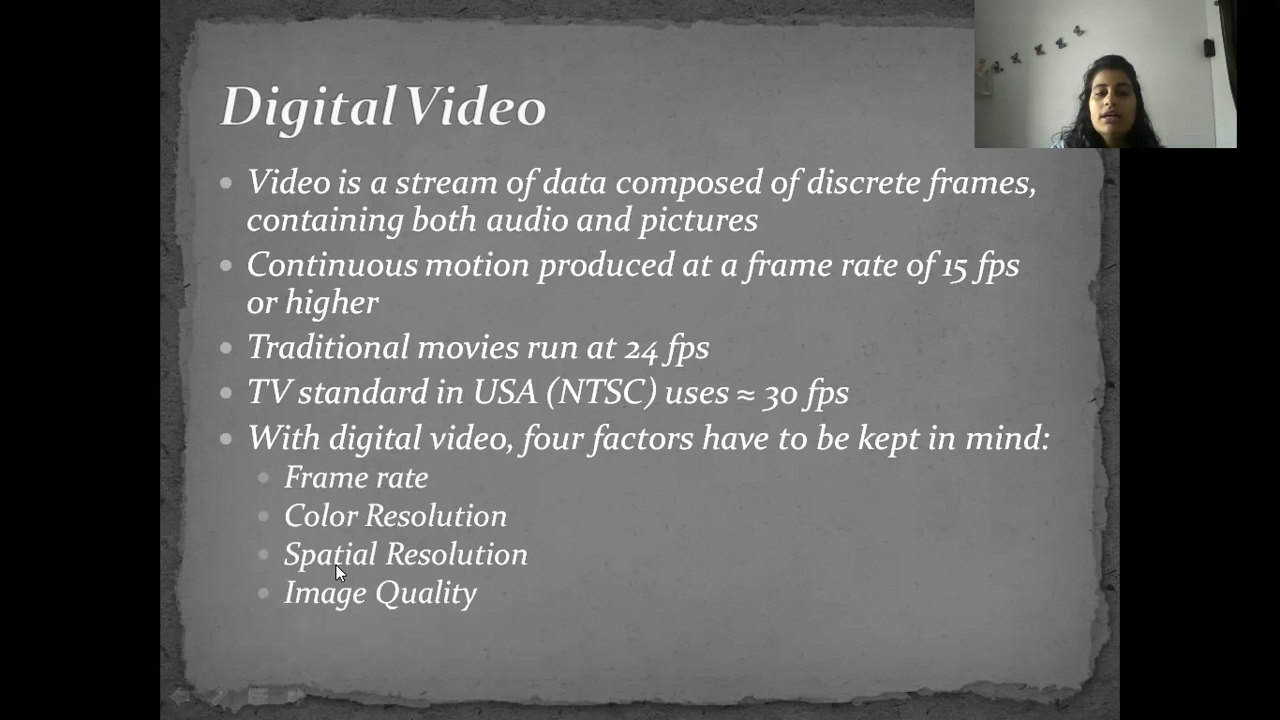 Digital Video
Video is a stream of data composed of discrete frames,
containing both audio and pictures
Continuous motion produced at a frame rate of 15 fps
or higher
Traditional movies run at 24 fps
TV standard in USA (NTSC) uses ≈ 30 fps
With digital video, four factors have to be kept in mind:
Frame rate
Color Resolution
Spatial Resolution
Image Quality